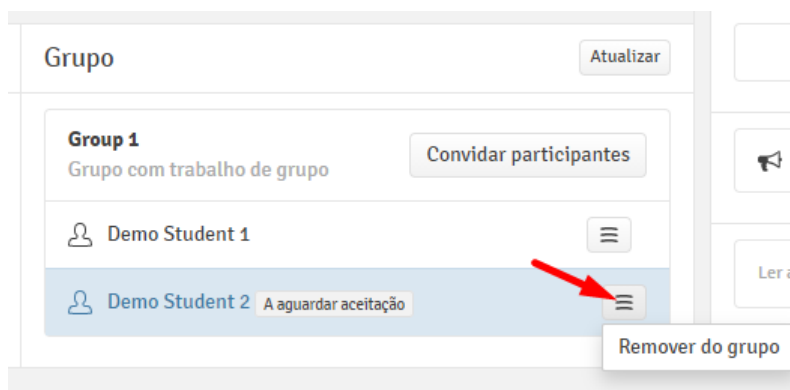 Grupo
Atualizar
Group 1
Grupo com trabalho de grupo
Convidar participantes
Demo Student 1
Demo Student 2 A aguardar aceitação
Ler a
Remover do grupo